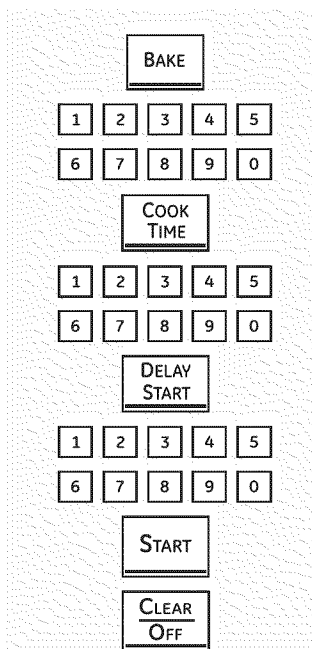 BAKE
1 2 3 4 5
6 7 8 9 0
COOK
TIME
1 2 3 4 5
6 7 8 9 0
DELAY
START
1 2 3 4 5
6 7 8 9 0
START
CLEAR
OFF